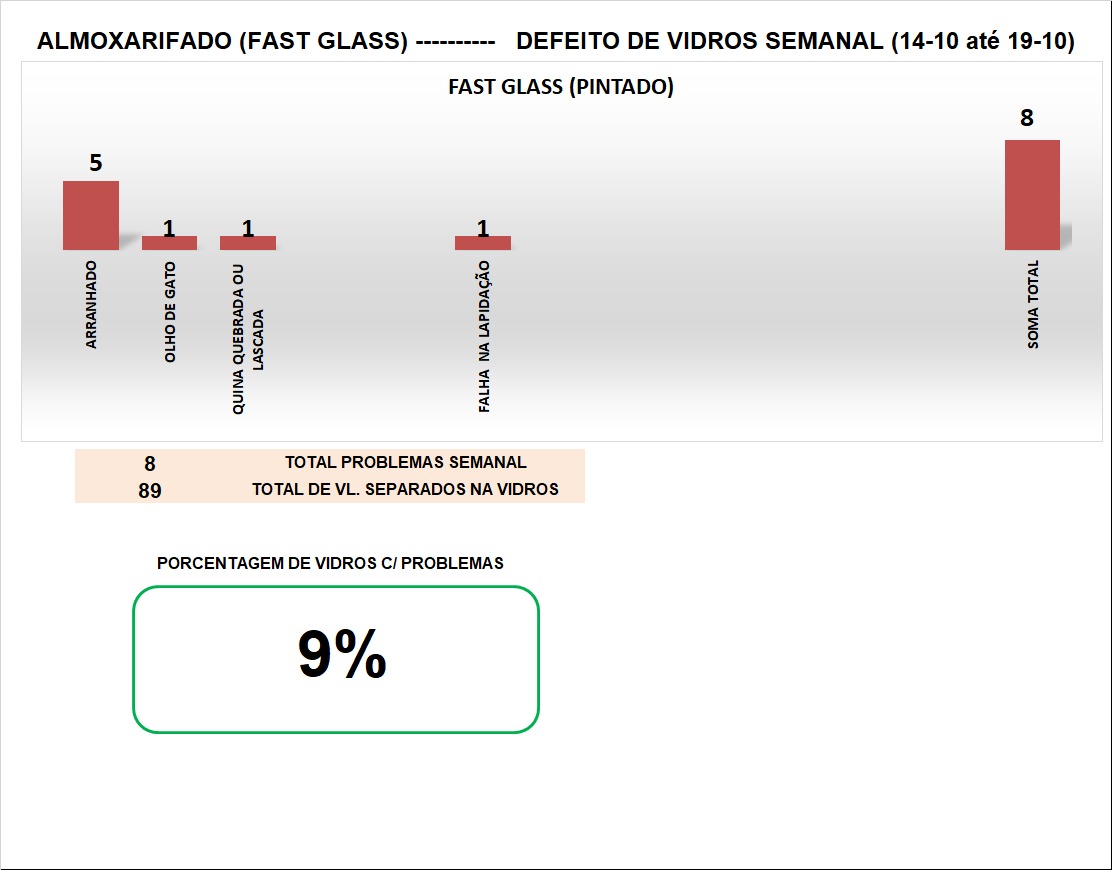 ALMOXARIFADO (FAST GLASS) ---------- DEFEITO DE VIDROS SEMANAL (14-10 até 19-10)
FAST GLASS (PINTADO)
5
1
1
1
8
ARRANHADO
OLHO DE GATO
QUINA QUEBRADA OU
LASCADA
FALHA NA LAPIDAÇÃO
SOMA TOTAL
8 TOTAL PROBLEMAS SEMANAL
89 TOTAL DE VL. SEPARADOS NA VIDROS
PORCENTAGEM DE VIDROS C/ PROBLEMAS
9%